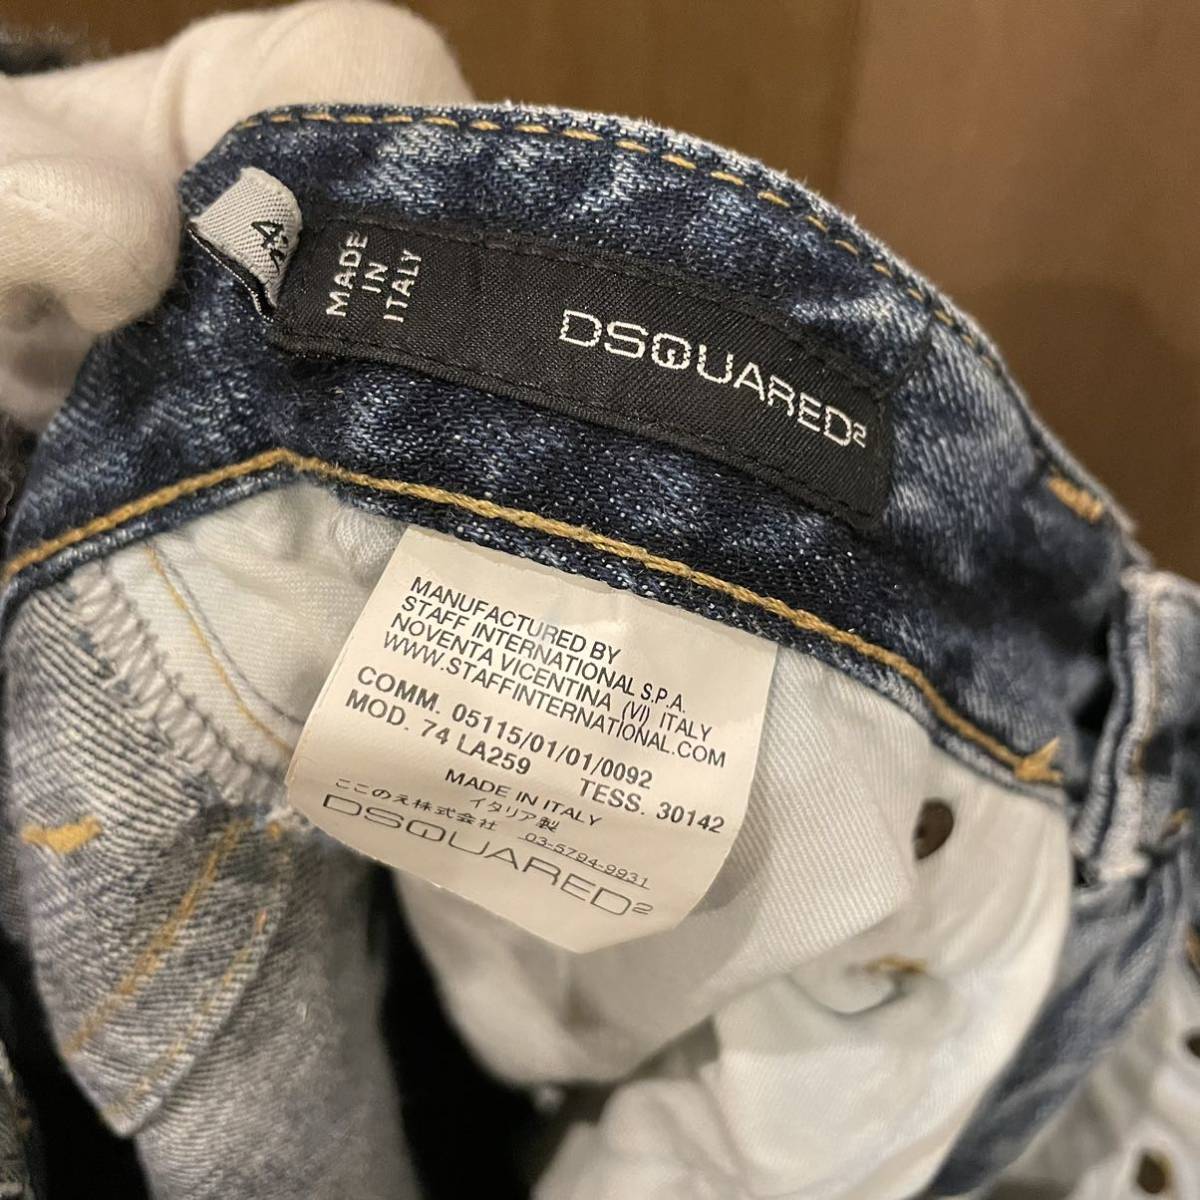 MADE
IN
ITALY
DSQUARED2
MANUFACTURED BY
STAFF INTERNATIONAL S.P.A.
NOVENTA VICENTINA (VI) ITALY
WWW.STAFFINTERNATIONAL.COM
COMM. 05115/01/01/0092
MOD. 74 LA259 TESS. 30142
MADE IN ITALY
イタリア製
ここのえ株式会社 03-5794-9931
DSQUARED2